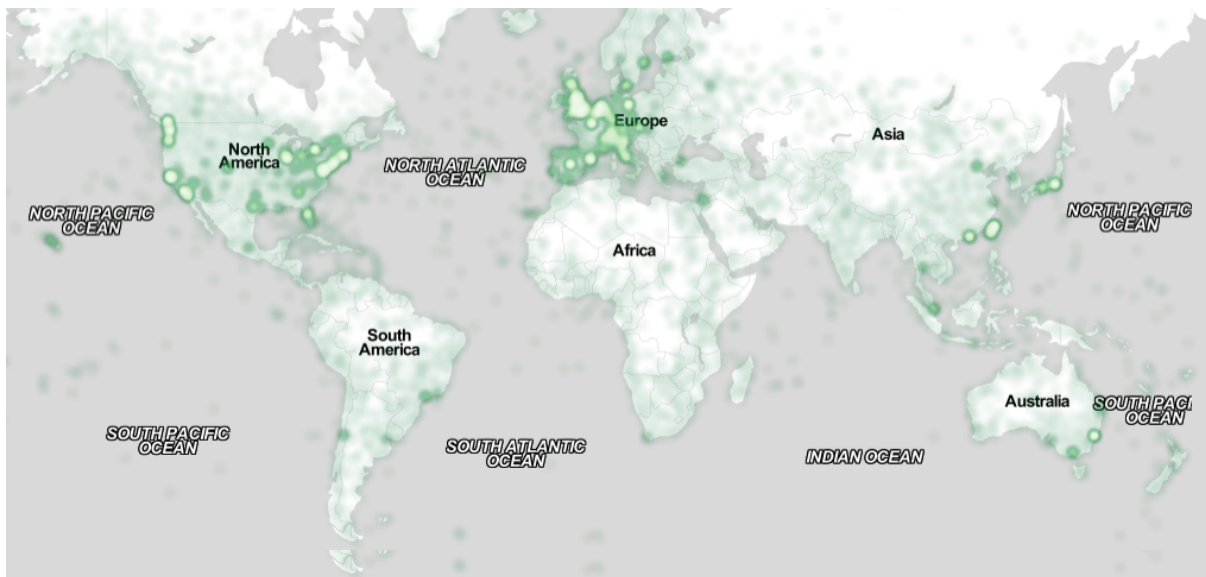 Europe
Asia
North
America
NORTH ATLANTIC
OCEAN
NORTH PACIFIC
OCEAN
NORTH PACIFIC
OCEAN
Africa
South
America
Australia
SOUTH PACI
OCEAN
SOUTH PACIFIC
OCEAN
SOUTH ATLANTIC
OCEAN
INDIAN OCEAN